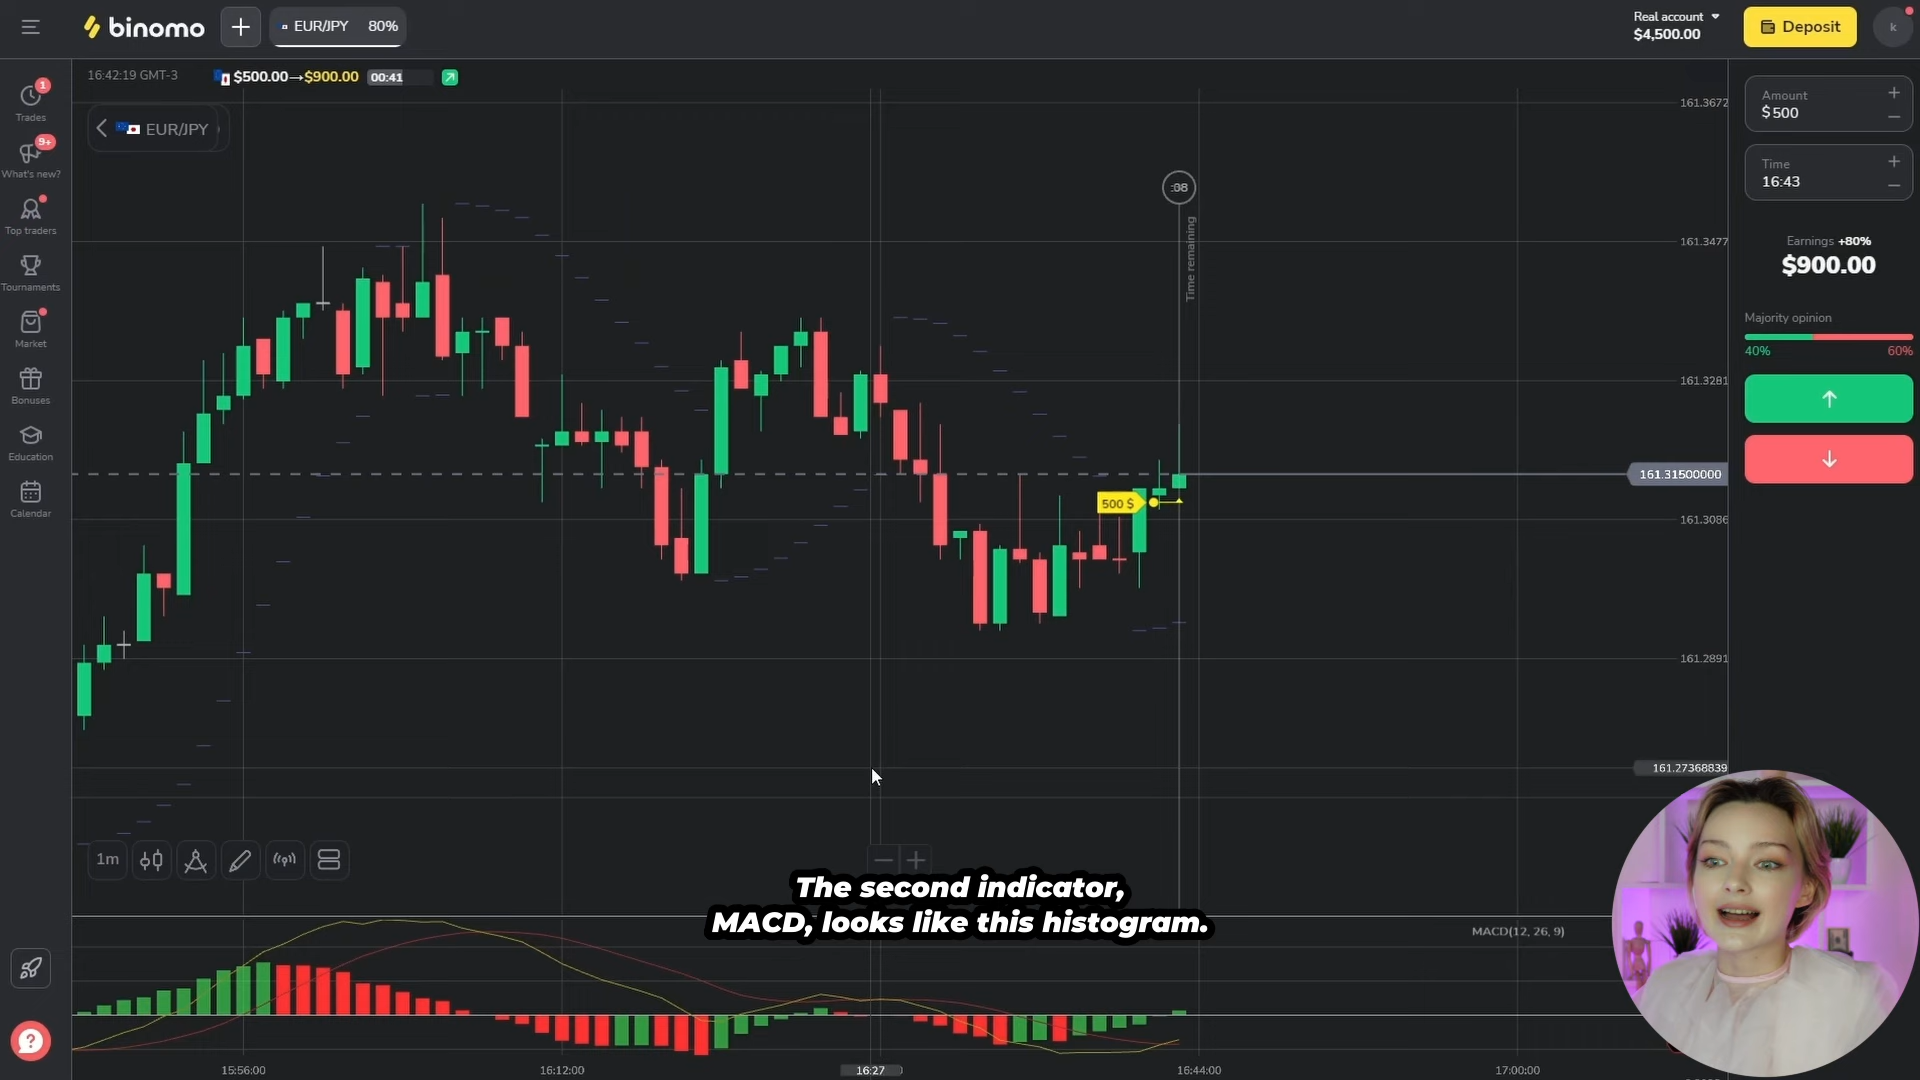 binomo
EUR/JPY 80%
Real account
$4,500.00
Deposit
k
16:42:19 GMT-3
$500.00→$900.00 00:41
EUR/JPY
1
Trades
9+
What's new?
Top traders
Tournaments
Market
Bonuses
Education
Calendar
:08
Time remaining
500 $
161.3672
161.3477
161.3281
161.31500000
161.3086
161.2891
161.27368839
Amount
$500
Time
16:43
Earnings +80%
$900.00
Majority opinion
40% 60%
1m
The second indicator,
MACD, looks like this histogram.
MACD(12, 26, 9)
15:56:00 16:12:00 16:27 16:44:00 17:00:00